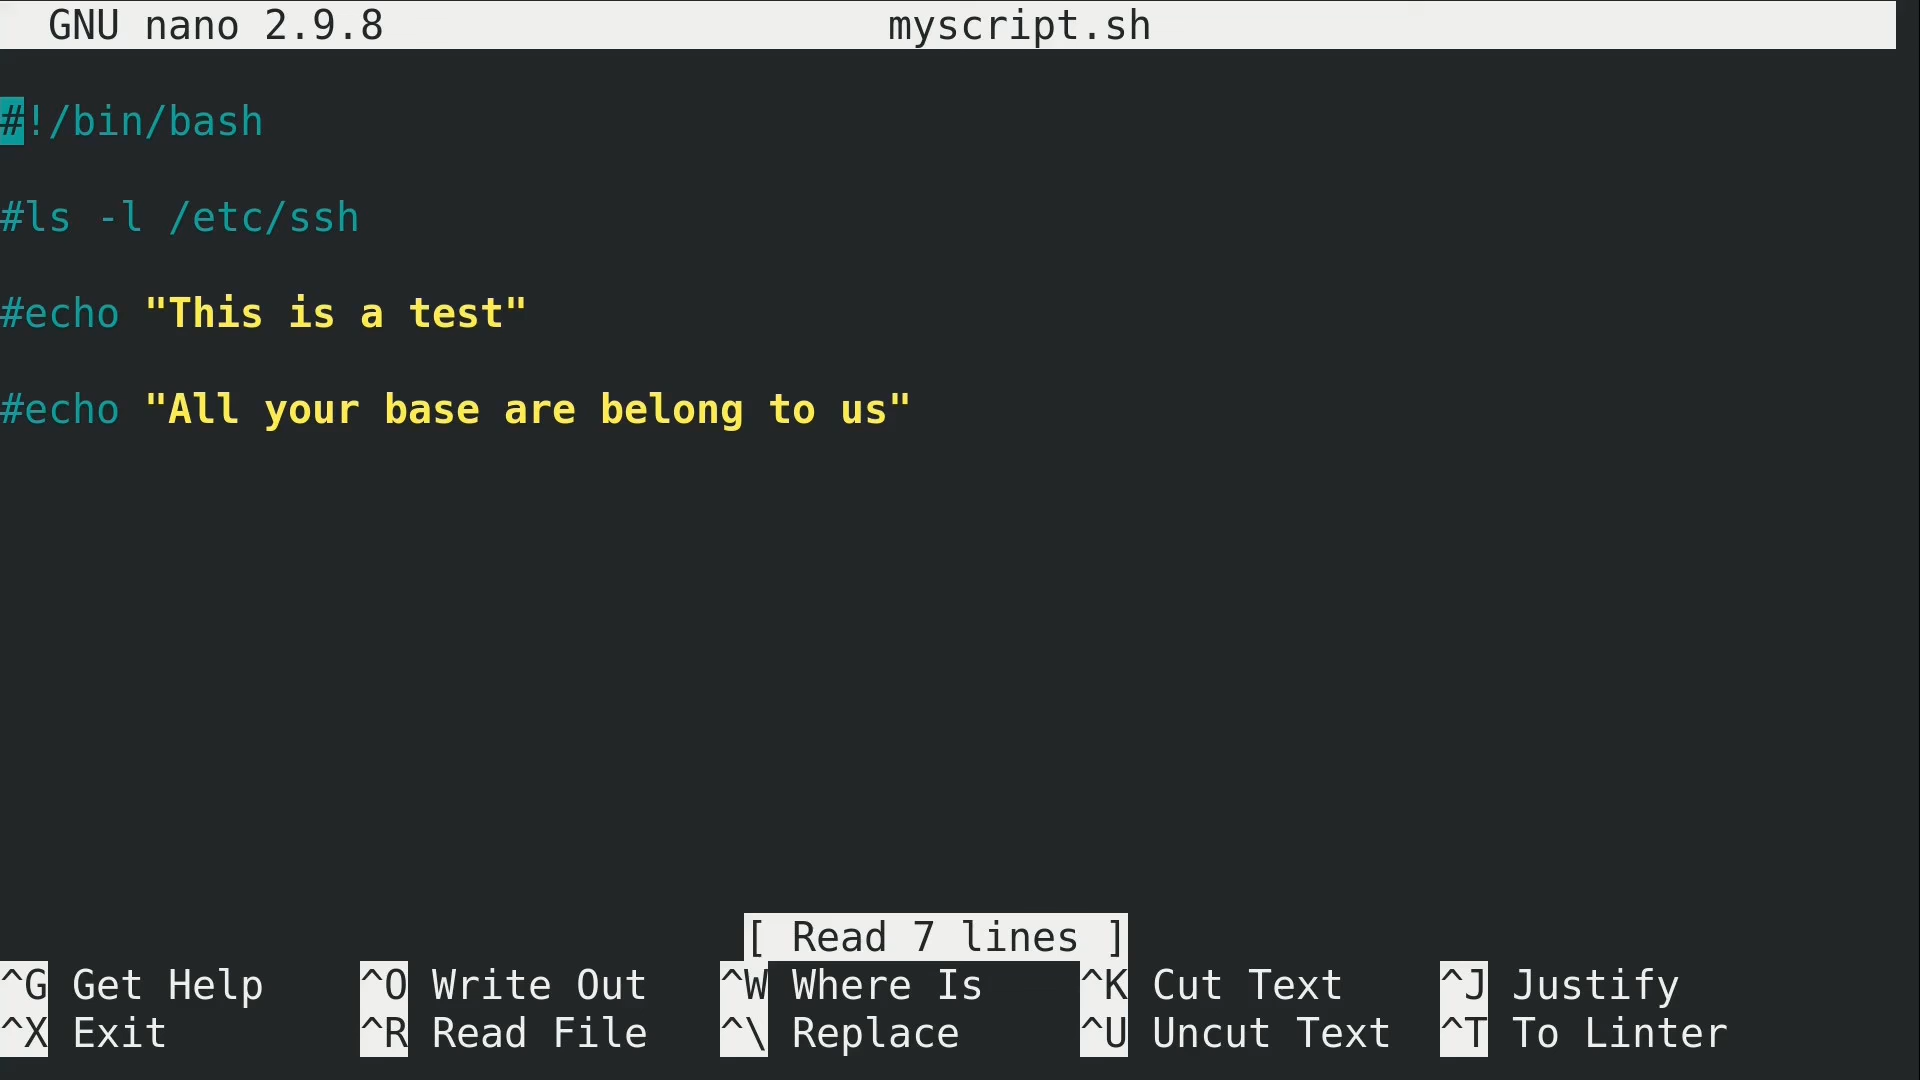 GNU nano 2.9.8 myscript.sh
#!/bin/bash
#ls -l /etc/ssh
#echo "This is a test"
#echo "All your base are belong to us"
[ Read 7 lines ]
^G Get Help ^O Write Out ^W Where Is ^K Cut Text ^J Justify
^X Exit ^R Read File ^\ Replace ^U Uncut Text ^T To Linter